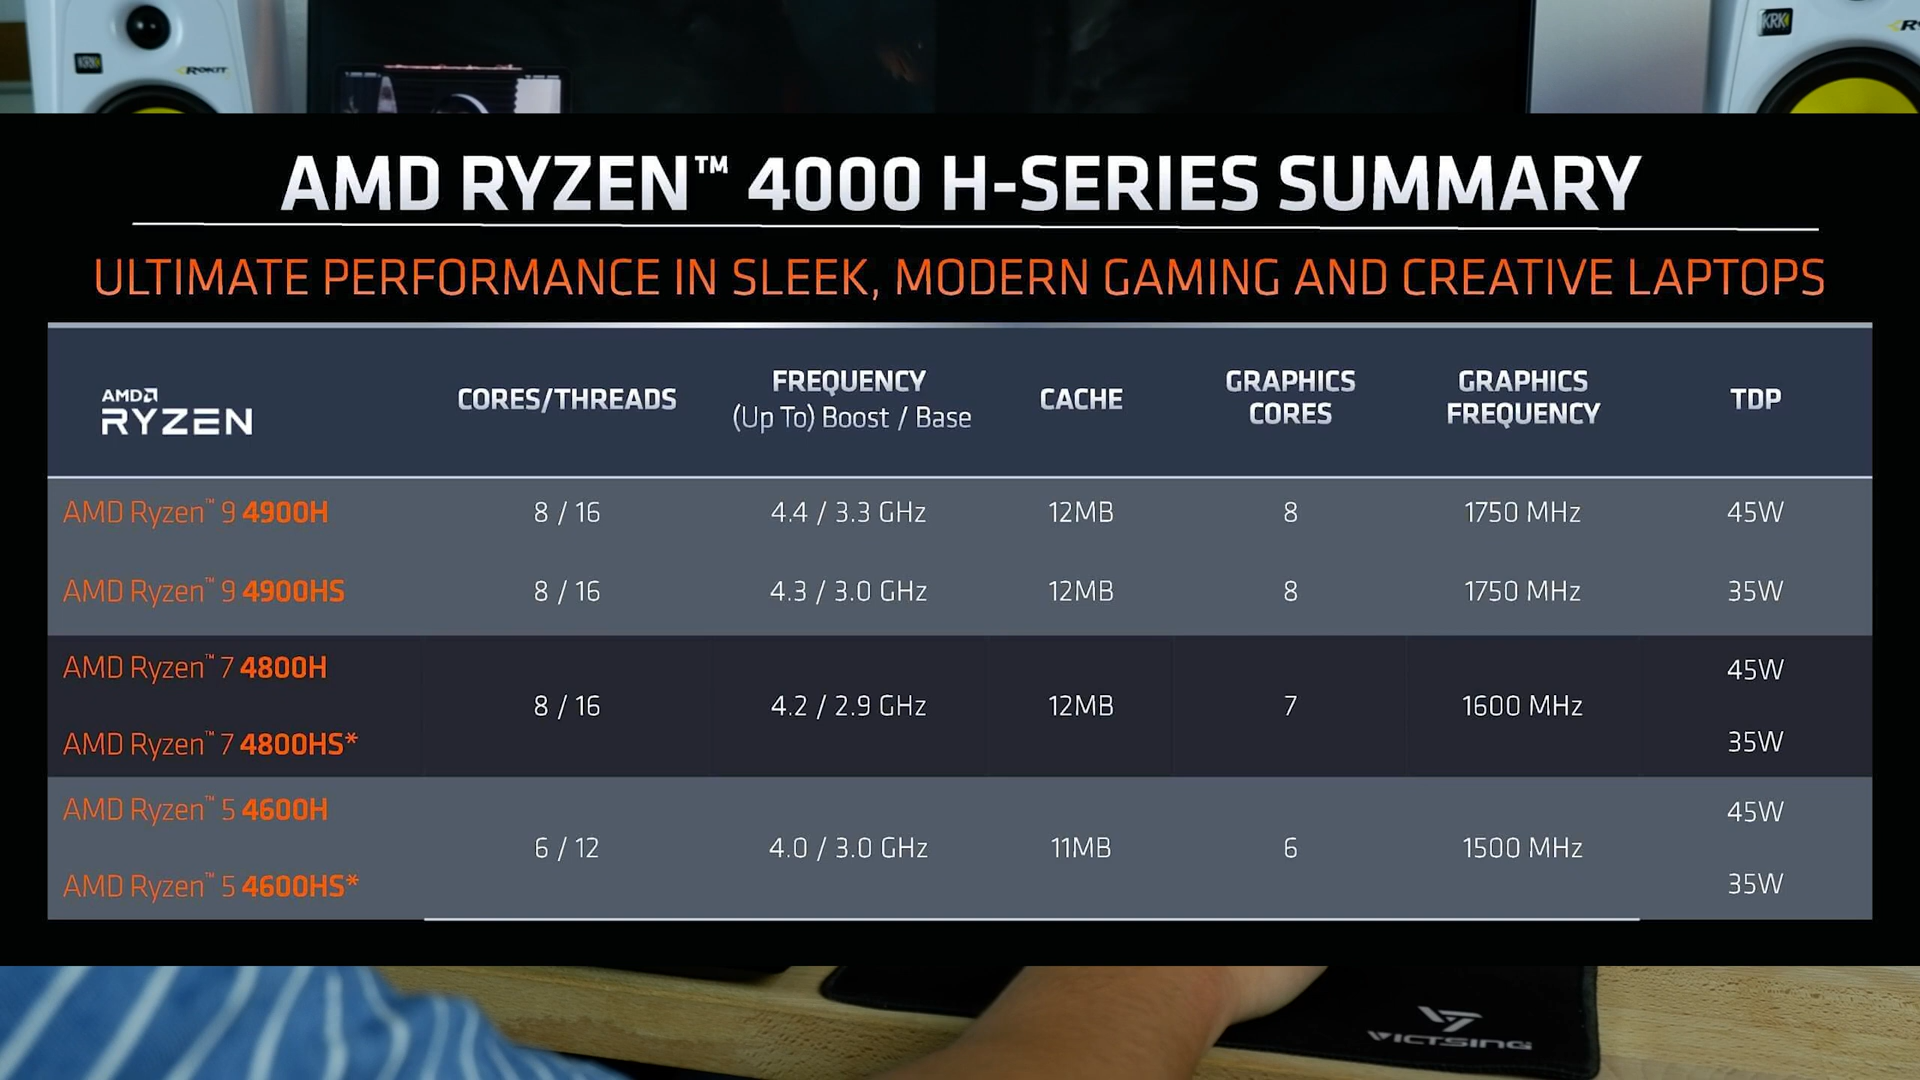 KRK
ROKIT
KRK
AMD RYZEN™ 4000 H-SERIES SUMMARY
ULTIMATE PERFORMANCE IN SLEEK, MODERN GAMING AND CREATIVE LAPTOPS
AMD RYZEN CORES/THREADS FREQUENCY (Up To) Boost / Base CACHE GRAPHICS CORES GRAPHICS FREQUENCY TDP
AMD Ryzen™ 9 4900H 8 / 16 4.4 / 3.3 GHz 12MB 8 1750 MHz 45W
AMD Ryzen™ 9 4900HS 8 / 16 4.3 / 3.0 GHz 12MB 8 1750 MHz 35W
AMD Ryzen™ 7 4800H 45W
8 / 16 4.2 / 2.9 GHz 12MB 7 1600 MHz
AMD Ryzen™ 7 4800HS* 35W
AMD Ryzen™ 5 4600H 45W
6 / 12 4.0 / 3.0 GHz 11MB 6 1500 MHz
AMD Ryzen™ 5 4600HS* 35W
VICTSING